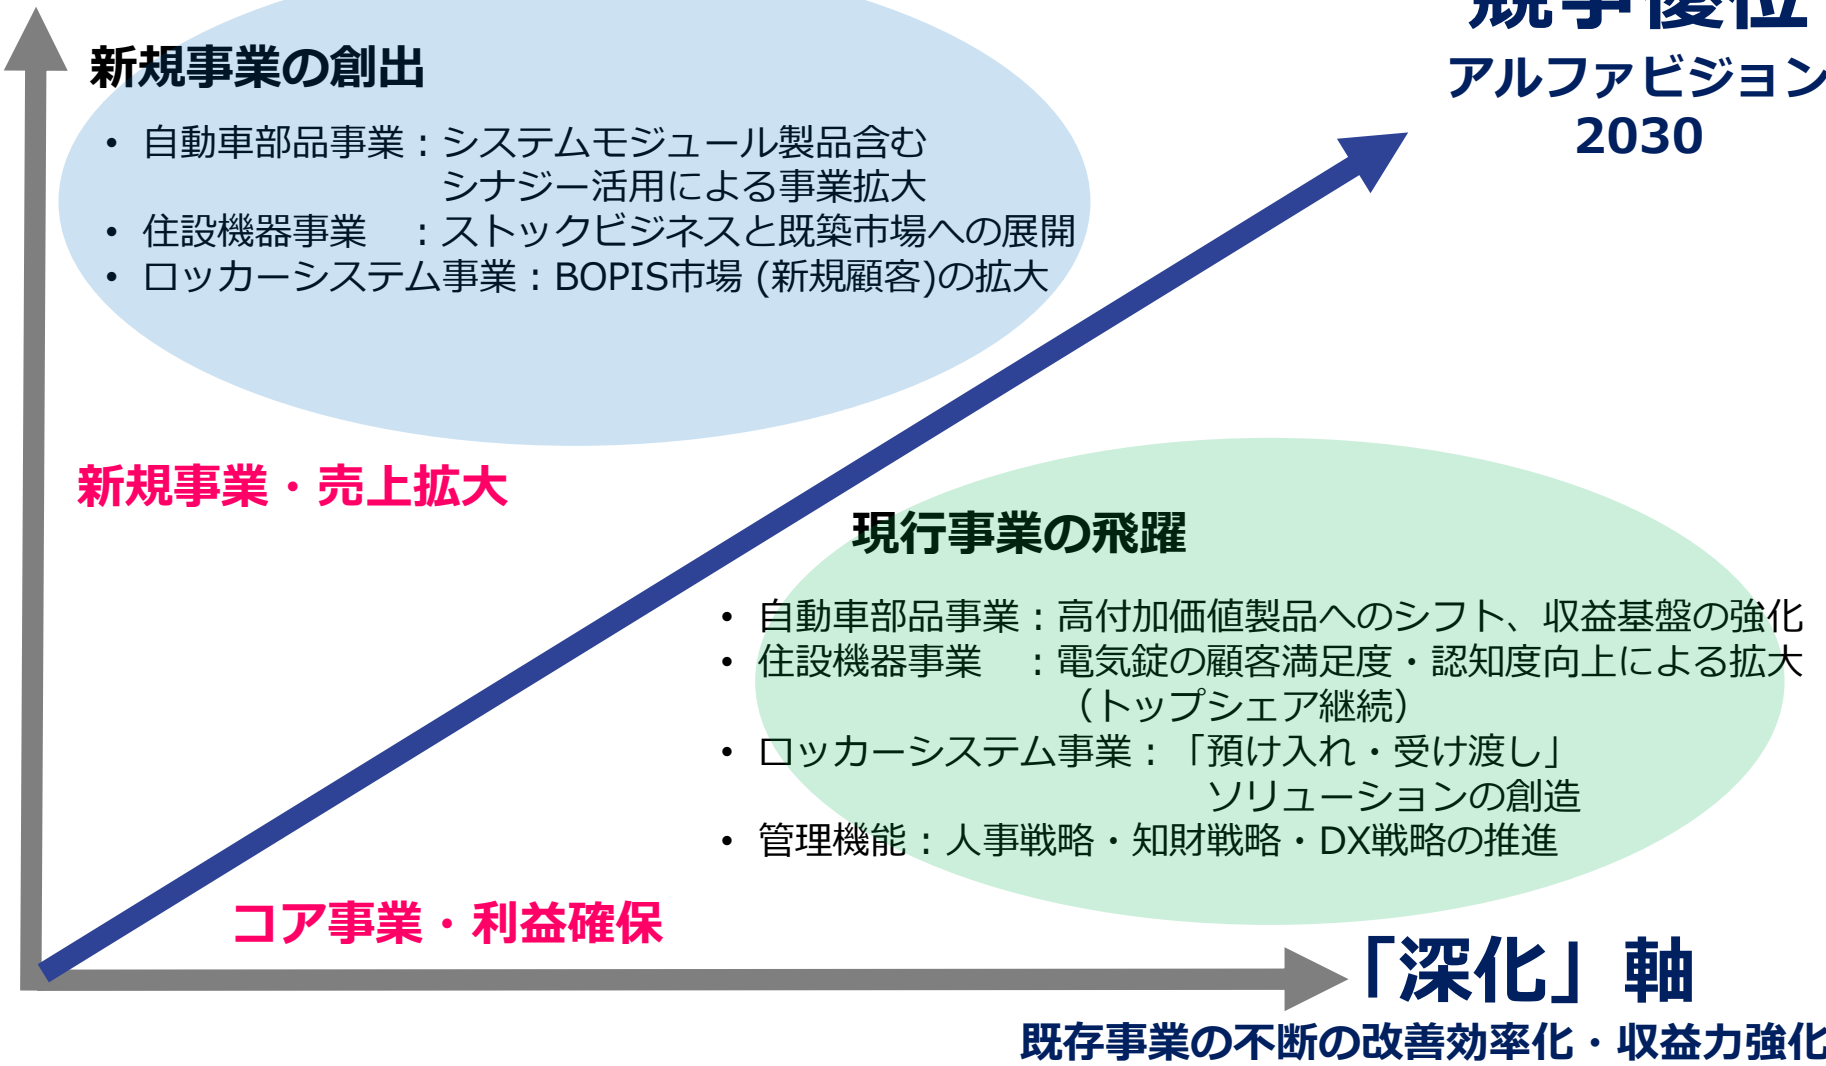 競争優位
アルファビジョン
2030
新規事業の創出
• 自動車部品事業：システムモジュール製品含む
シナジー活用による事業拡大
• 住設機器事業　：ストックビジネスと既築市場への展開
• ロッカーシステム事業：BOPIS市場 (新規顧客)の拡大
新規事業・売上拡大
現行事業の飛躍
• 自動車部品事業：高付加価値製品へのシフト、収益基盤の強化
• 住設機器事業　：電気錠の顧客満足度・認知度向上による拡大
（トップシェア継続）
• ロッカーシステム事業：「預け入れ・受け渡し」
ソリューションの創造
• 管理機能：人事戦略・知財戦略・DX戦略の推進
コア事業・利益確保
「深化」軸
既存事業の不断の改善効率化・収益力強化